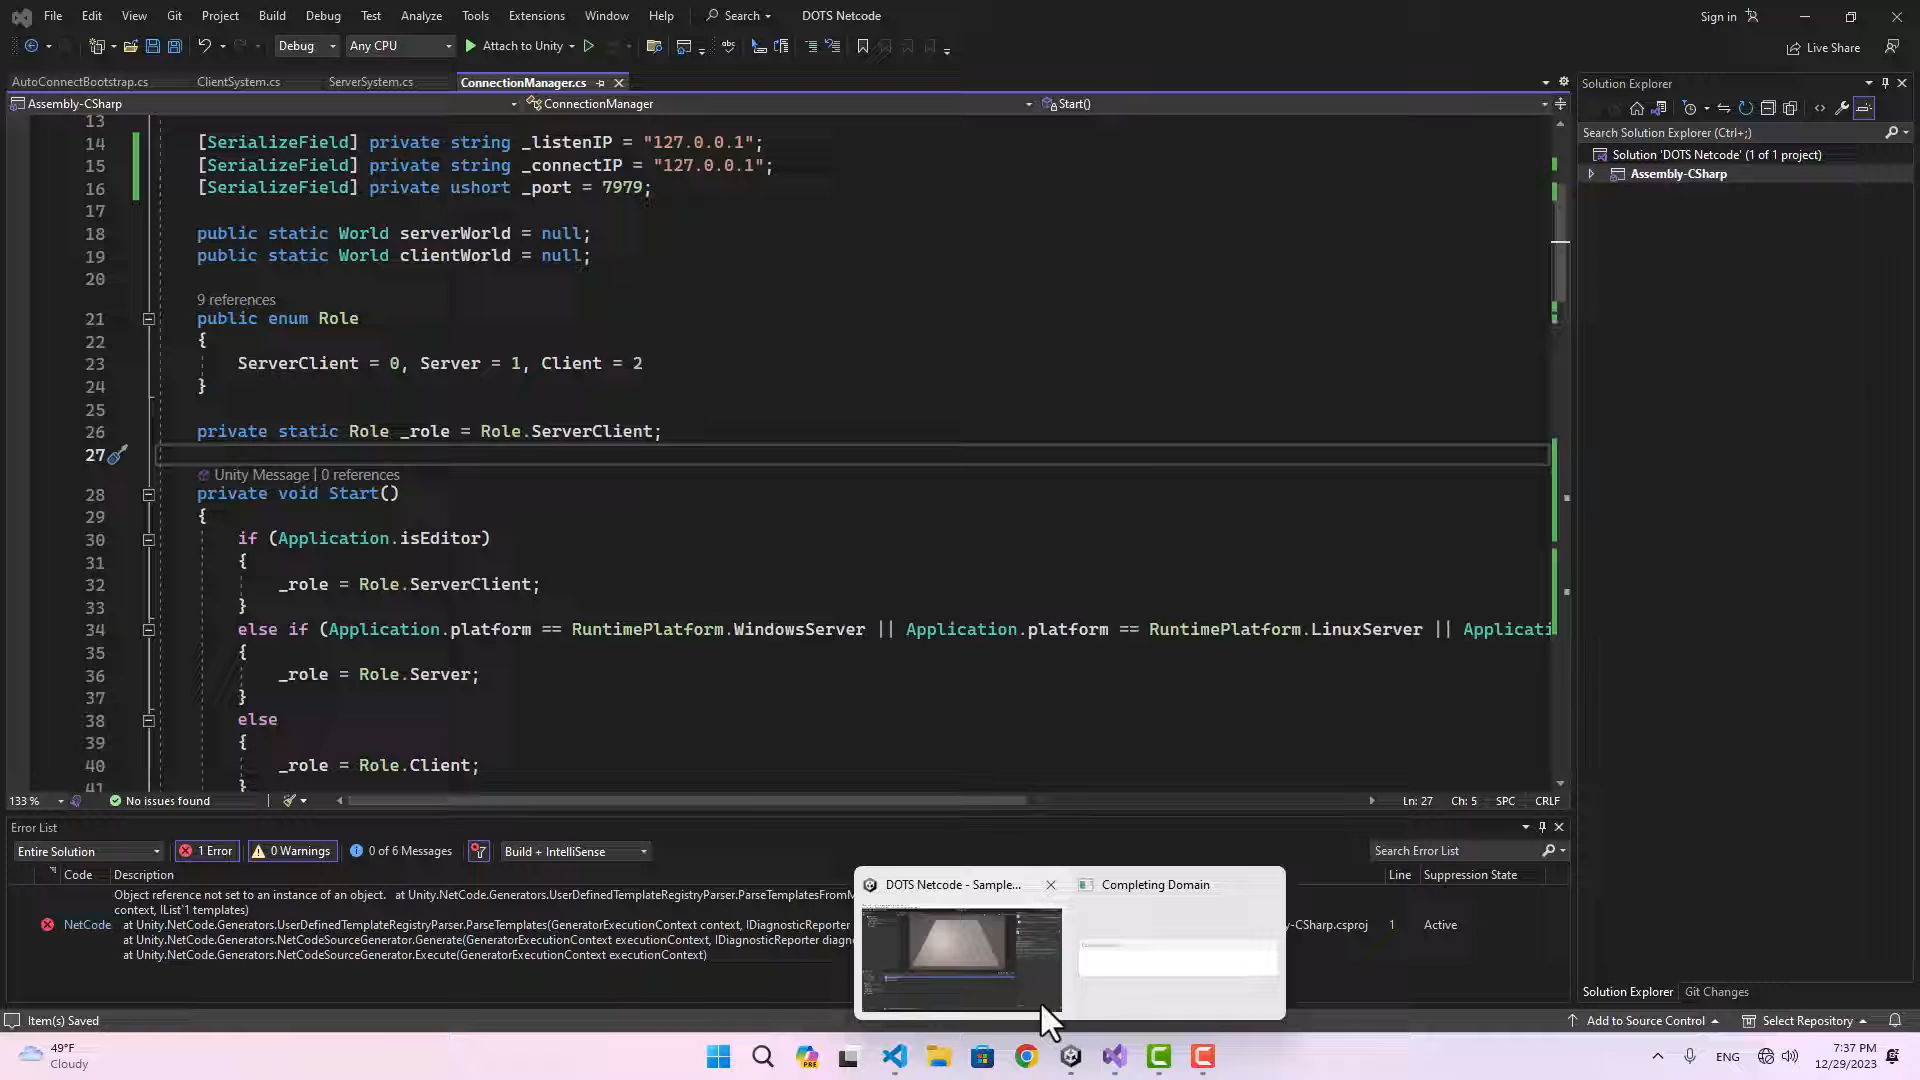 File Edit View Git Project Build Debug Test Analyze Tools Extensions Window Help Search DOTS Netcode Sign in
Debug Any CPU Attach to Unity Live Share
AutoConnectBootstrap.cs ClientSystem.cs ServerSystem.cs ConnectionManager.cs
Assembly-CSharp ConnectionManager Start()
13
14 [SerializeField] private string _listenIP = "127.0.0.1";
15 [SerializeField] private string _connectIP = "127.0.0.1";
16 [SerializeField] private ushort _port = 7979;
17
18 public static World serverWorld = null;
19 public static World clientWorld = null;
20
9 references
21 public enum Role
22 {
23 ServerClient = 0, Server = 1, Client = 2
24 }
25
26 private static Role _role = Role.ServerClient;
27
Unity Message | 0 references
28 private void Start()
29 {
30 if (Application.isEditor)
31 {
32 _role = Role.ServerClient;
33 }
34 else if (Application.platform == RuntimePlatform.WindowsServer || Application.platform == RuntimePlatform.LinuxServer || Applicati
35 {
36 _role = Role.Server;
37 }
38 else
39 {
40 _role = Role.Client;
41 }
133 % No issues found Ln: 27 Ch: 5 SPC CRLF
Solution Explorer
Search Solution Explorer (Ctrl+;)
Solution 'DOTS Netcode' (1 of 1 project)
Assembly-CSharp
Solution Explorer Git Changes
Error List
Entire Solution 1 Error 0 Warnings 0 of 6 Messages Build + IntelliSense Search Error List
Code Description Line Suppression State
Object reference not set to an instance of an object. at Unity.NetCode.Generators.UserDefinedTemplateRegistryParser.ParseTemplatesFrom
context, IList`1 templates)
NetCode at Unity.NetCode.Generators.UserDefinedTemplateRegistryParser.ParseTemplates(GeneratorExecutionContext context, IDiagnosticReporter y-CSharp.csproj 1 Active
at Unity.NetCode.Generators.NetCodeSourceGenerator.Generate(GeneratorExecutionContext executionContext, IDiagnosticReporter diagn
at Unity.NetCode.Generators.NetCodeSourceGenerator.Execute(GeneratorExecutionContext executionContext)
DOTS Netcode - Sample... Completing Domain
Item(s) Saved Add to Source Control Select Repository
49°F
Cloudy
PRE
ENG
7:37 PM
12/29/2023